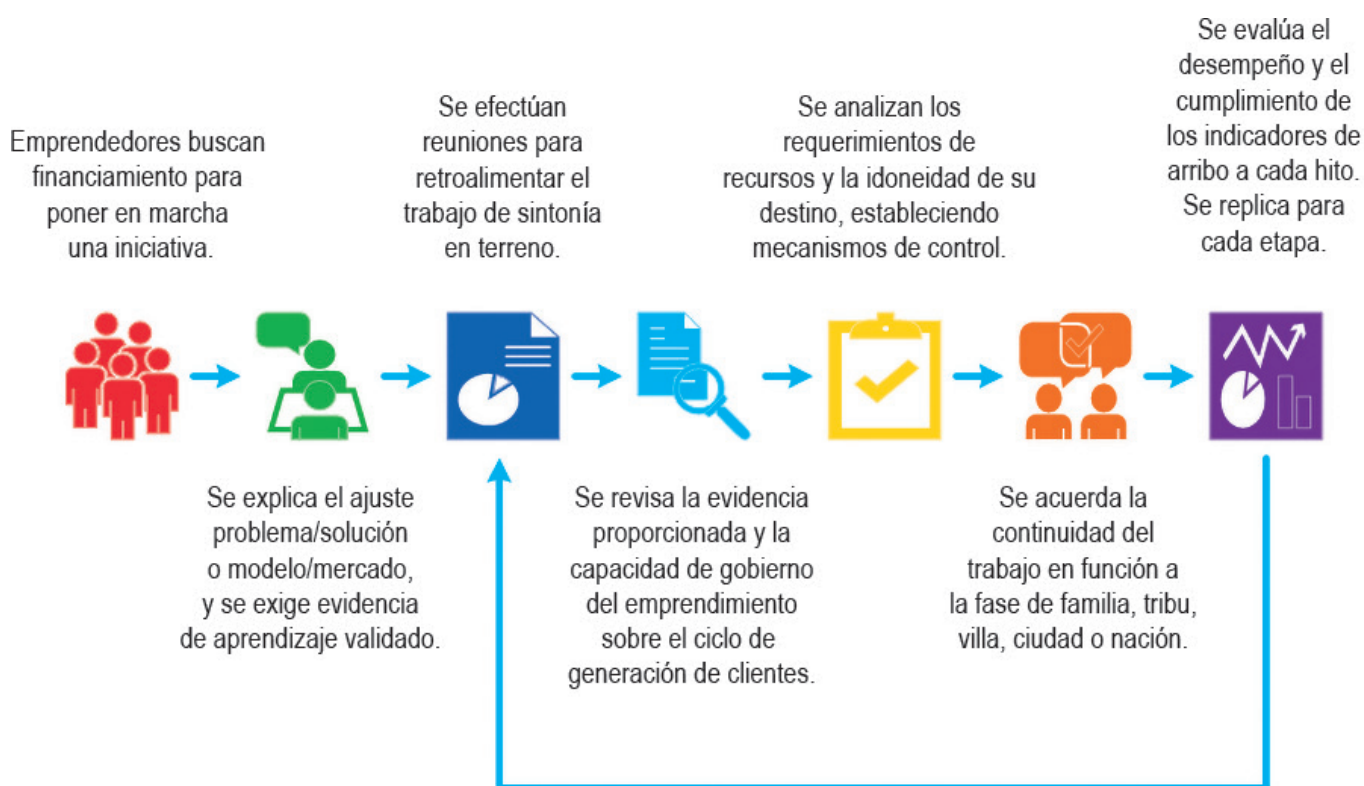 Emprendedores buscan
financiamiento para
poner en marcha
una iniciativa.
Se explica el ajuste
problema/solución
o modelo/mercado,
y se exige evidencia
de aprendizaje validado.
Se efectúan
reuniones para
retroalimentar el
trabajo de sintonía
en terreno.
Se revisa la evidencia
proporcionada y la
capacidad de gobierno
del emprendimiento
sobre el ciclo de
generación de clientes.
Se analizan los
requerimientos de
recursos y la idoneidad de su
destino, estableciendo
mecanismos de control.
Se acuerda la
continuidad del
trabajo en función a
la fase de familia, tribu,
villa, ciudad o nación.
Se evalúa el
desempeño y el
cumplimiento de
los indicadores de
arribo a cada hito.
Se replica para
cada etapa.